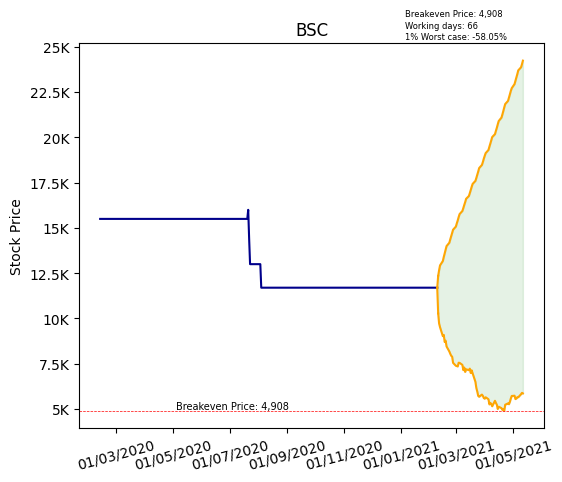 Breakeven Price: 4,908
Working days: 66
1% Worst case: -58.05%
BSC
Stock Price
25K
22.5K
20K
17.5K
15K
12.5K
10K
7.5K
5K
Breakeven Price: 4,908
01/03/2020
01/05/2020
01/07/2020
01/09/2020
01/11/2020
01/01/2021
01/03/2021
01/05/2021